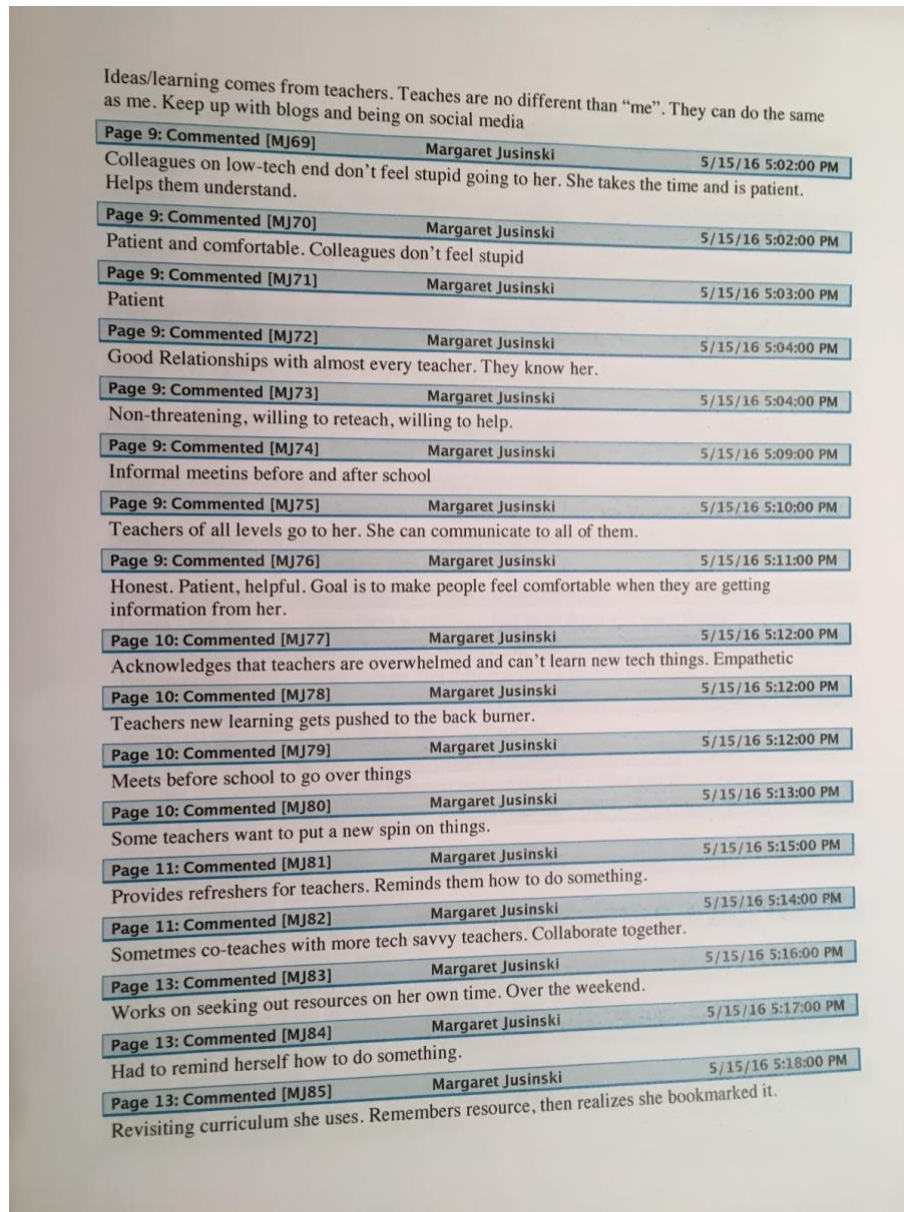 Ideas/learning comes from teachers. Teaches are no different than “me”. They can do the same
as me. Keep up with blogs and being on social media
Page 9: Commented [MJ69] Margaret Jusinski 5/15/16 5:02:00 PM
Colleagues on low-tech end don’t feel stupid going to her. She takes the time and is patient.
Helps them understand.
Page 9: Commented [MJ70] Margaret Jusinski 5/15/16 5:02:00 PM
Patient and comfortable. Colleagues don’t feel stupid
Page 9: Commented [MJ71] Margaret Jusinski 5/15/16 5:03:00 PM
Patient
Page 9: Commented [MJ72] Margaret Jusinski 5/15/16 5:04:00 PM
Good Relationships with almost every teacher. They know her.
Page 9: Commented [MJ73] Margaret Jusinski 5/15/16 5:04:00 PM
Non-threatening, willing to reteach, willing to help.
Page 9: Commented [MJ74] Margaret Jusinski 5/15/16 5:09:00 PM
Informal meetins before and after school
Page 9: Commented [MJ75] Margaret Jusinski 5/15/16 5:10:00 PM
Teachers of all levels go to her. She can communicate to all of them.
Page 9: Commented [MJ76] Margaret Jusinski 5/15/16 5:11:00 PM
Honest. Patient, helpful. Goal is to make people feel comfortable when they are getting
information from her.
Page 10: Commented [MJ77] Margaret Jusinski 5/15/16 5:12:00 PM
Acknowledges that teachers are overwhelmed and can’t learn new tech things. Empathetic
Page 10: Commented [MJ78] Margaret Jusinski 5/15/16 5:12:00 PM
Teachers new learning gets pushed to the back burner.
Page 10: Commented [MJ79] Margaret Jusinski 5/15/16 5:12:00 PM
Meets before school to go over things
Page 10: Commented [MJ80] Margaret Jusinski 5/15/16 5:13:00 PM
Some teachers want to put a new spin on things.
Page 11: Commented [MJ81] Margaret Jusinski 5/15/16 5:15:00 PM
Provides refreshers for teachers. Reminds them how to do something.
Page 11: Commented [MJ82] Margaret Jusinski 5/15/16 5:14:00 PM
Sometmes co-teaches with more tech savvy teachers. Collaborate together.
Page 13: Commented [MJ83] Margaret Jusinski 5/15/16 5:16:00 PM
Works on seeking out resources on her own time. Over the weekend.
Page 13: Commented [MJ84] Margaret Jusinski 5/15/16 5:17:00 PM
Had to remind herself how to do something.
Page 13: Commented [MJ85] Margaret Jusinski 5/15/16 5:18:00 PM
Revisiting curriculum she uses. Remembers resource, then realizes she bookmarked it.